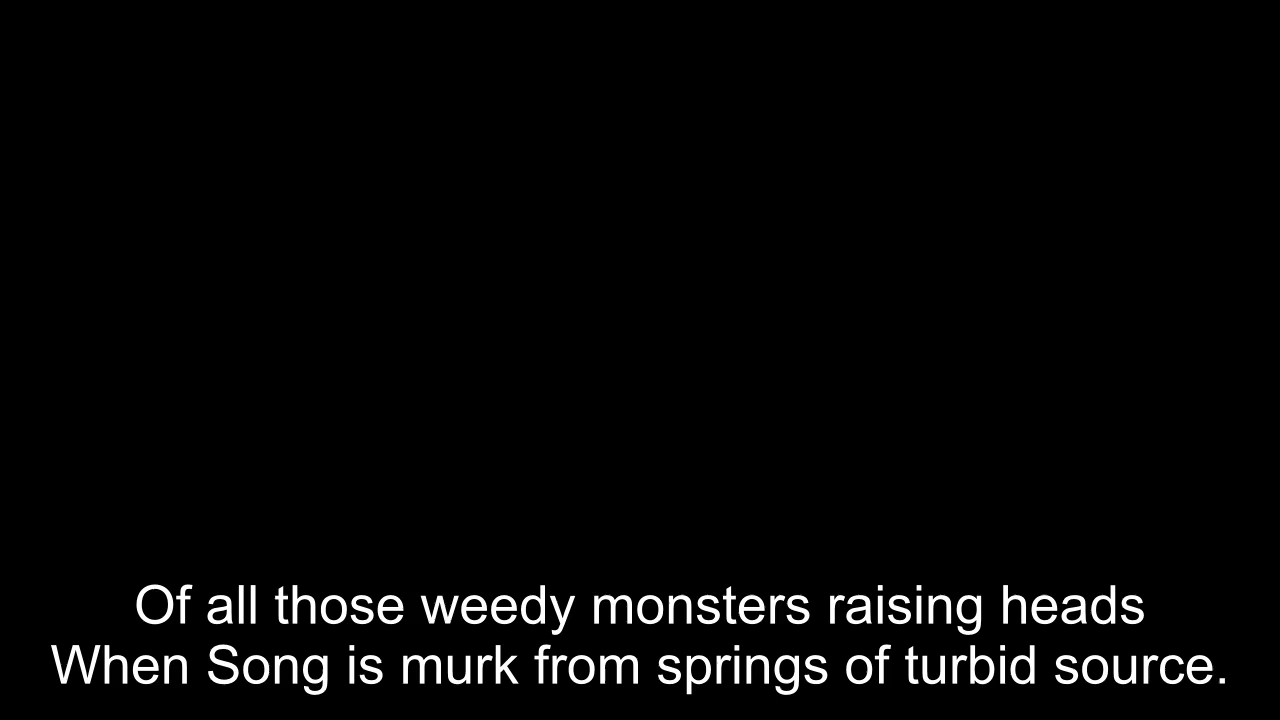 Of all those weedy monsters raising heads
When Song is murk from springs of turbid source.